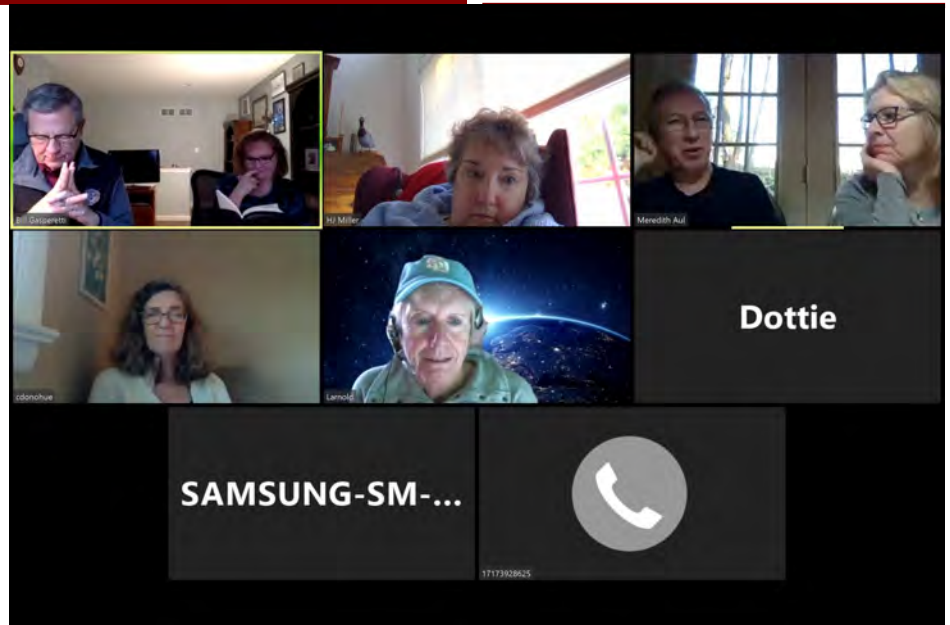 Bill Gasperetti
HJ Miller
Meredith Aul
cdonohue
Larnold
Dottie
SAMSUNG-SM-...
17173928625